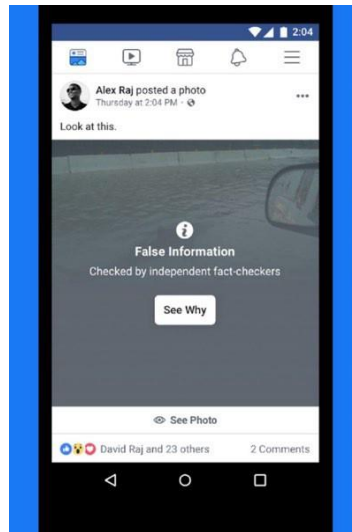 2:04
Alex Raj posted a photo
Thursday at 2:04 PM ·
Look at this.
False Information
Checked by independent fact-checkers
See Why
See Photo
David Raj and 23 others 2 Comments